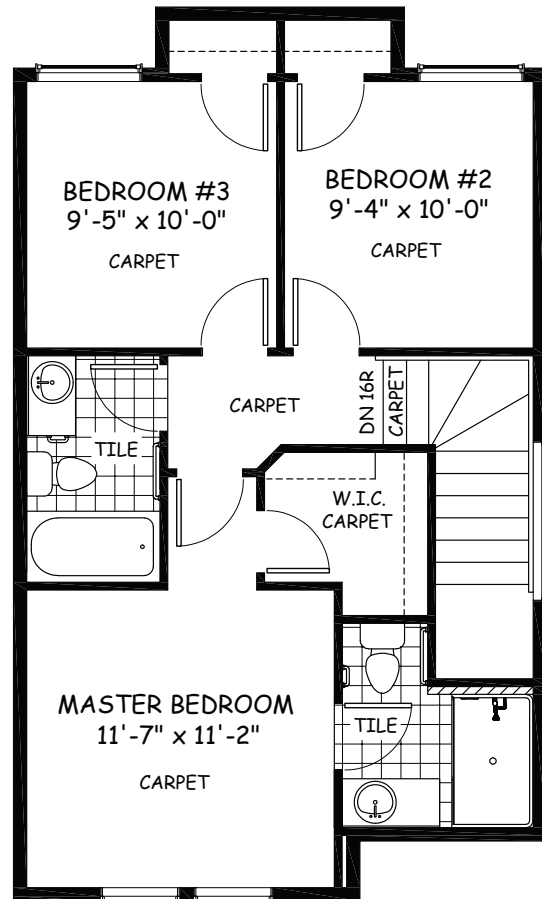 BEDROOM #3
9'-5" x 10'-0"
CARPET
BEDROOM #2
9'-4" x 10'-0"
CARPET
CARPET
DN 16R
CARPET
TILE
W.I.C.
CARPET
MASTER BEDROOM
11'-7" x 11'-2"
CARPET
TILE